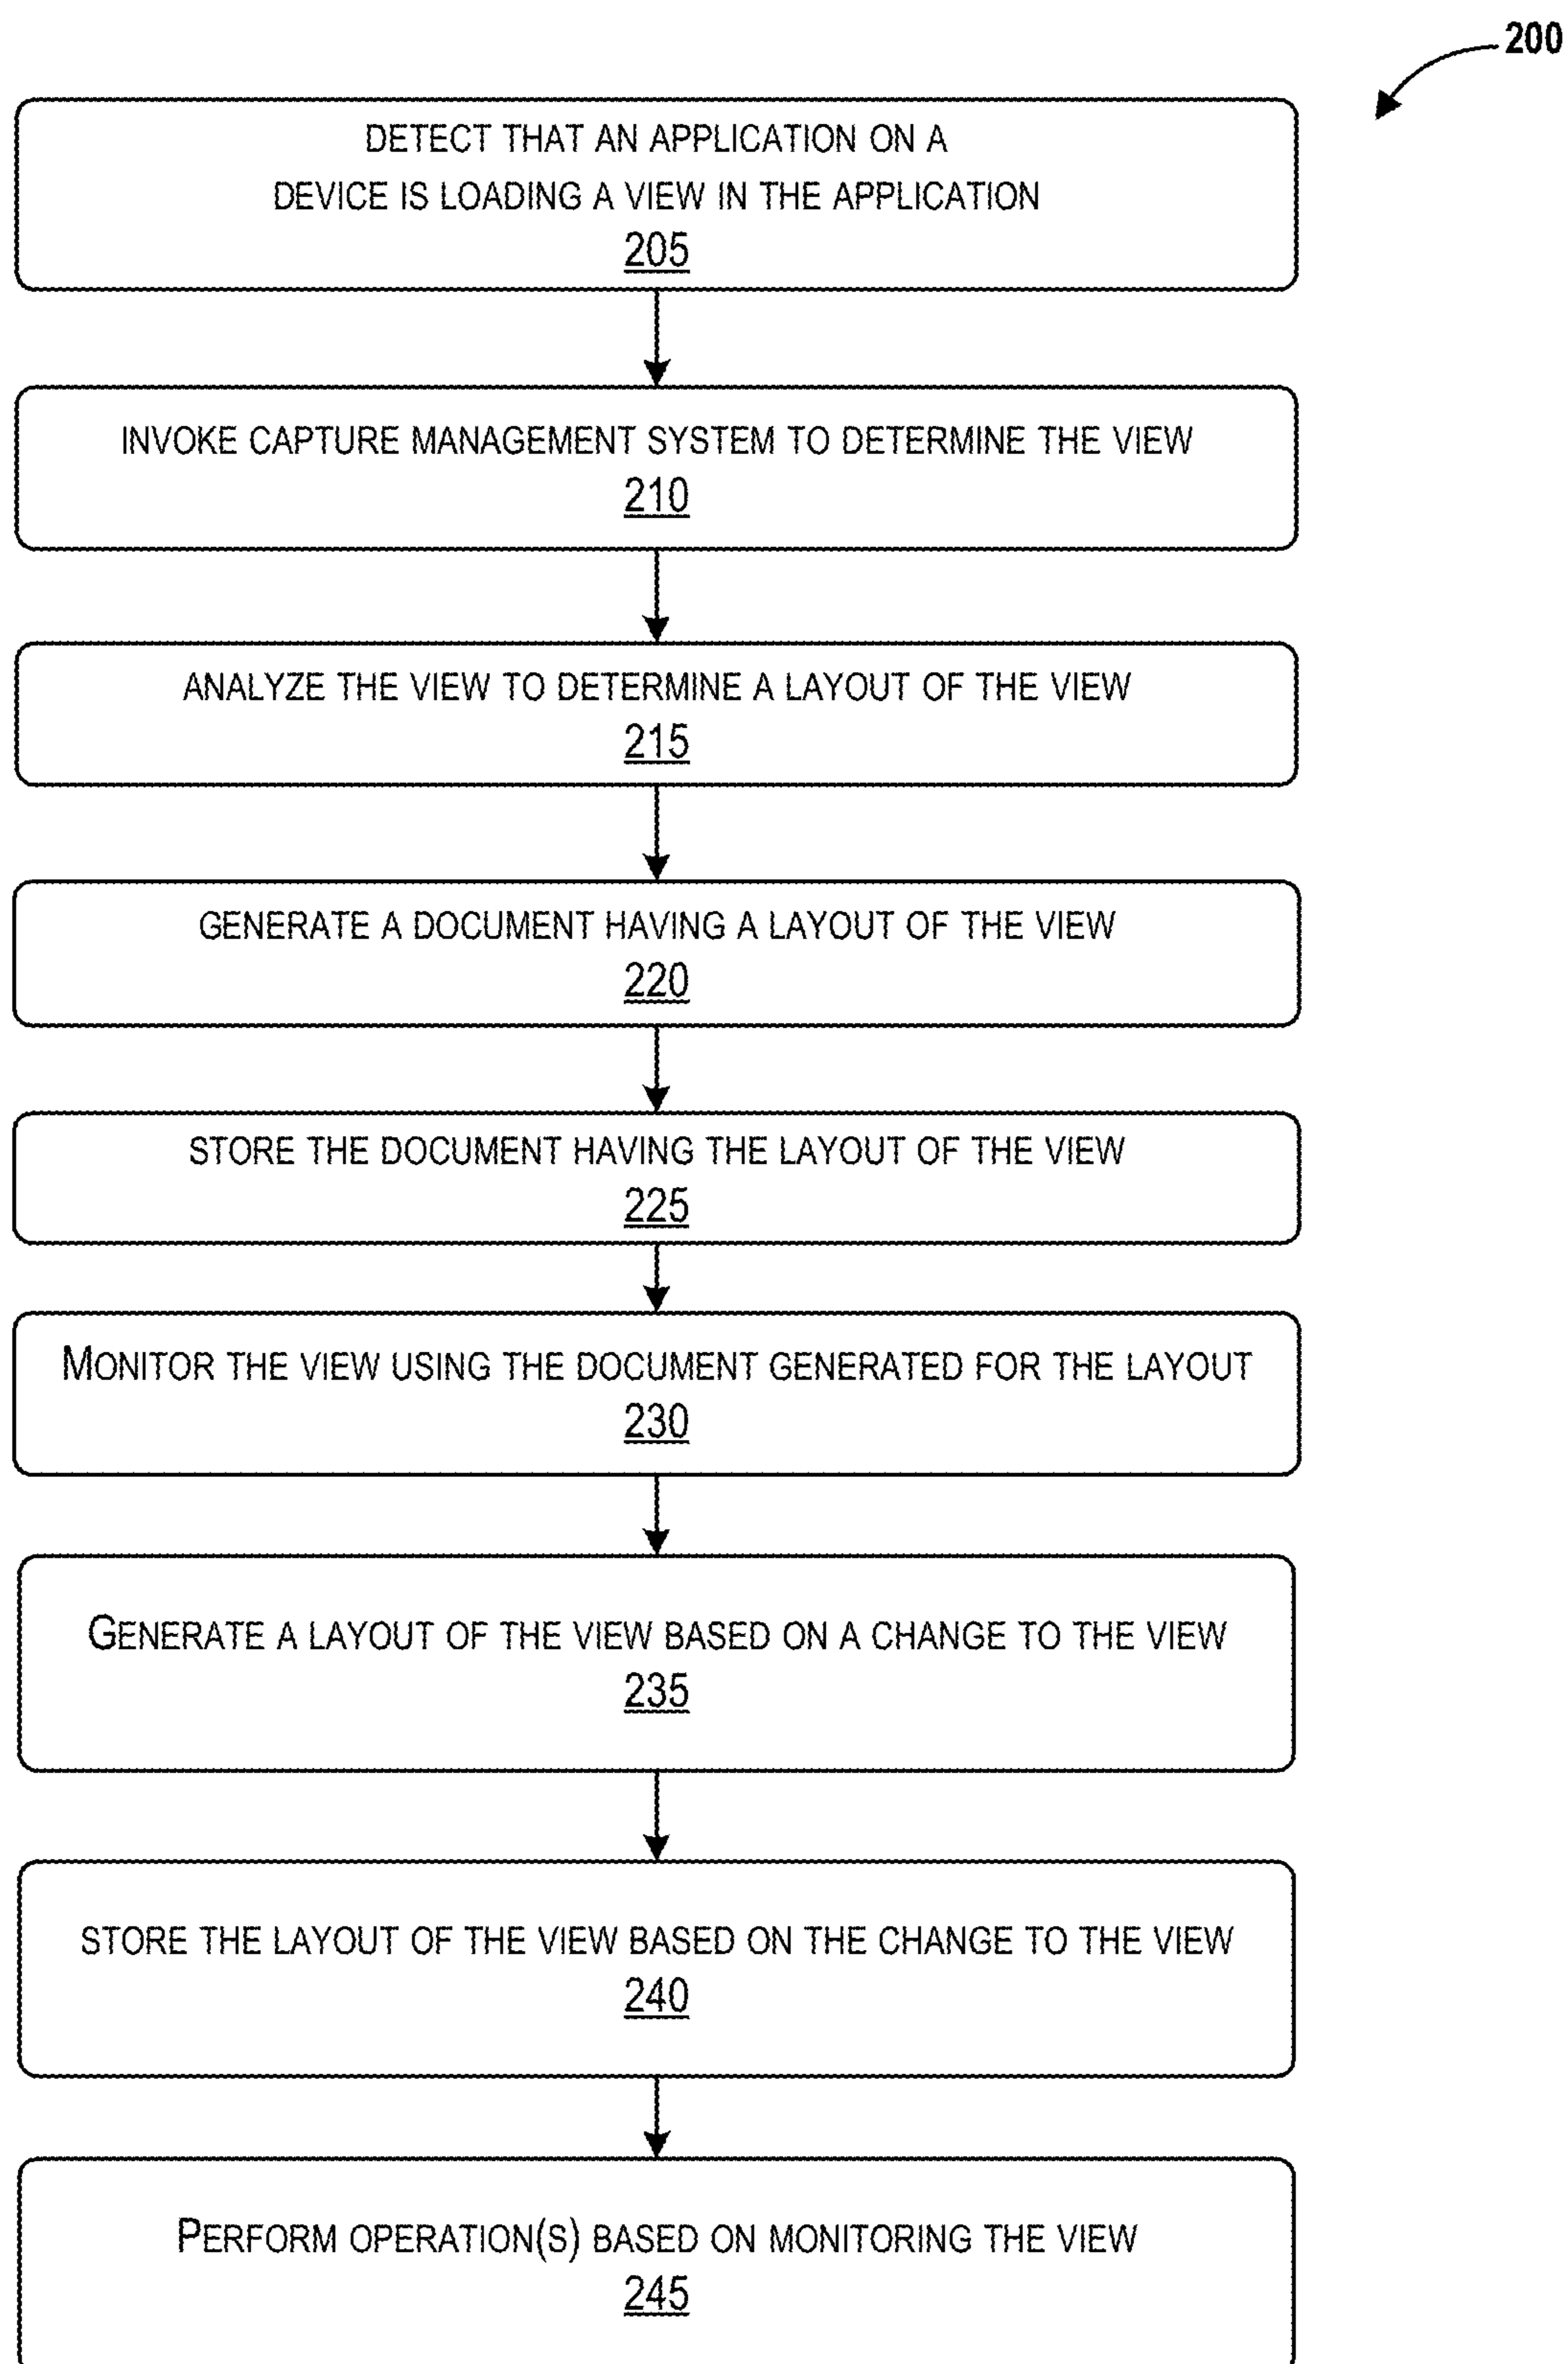 200
DETECT THAT AN APPLICATION ON A
DEVICE IS LOADING A VIEW IN THE APPLICATION
205
INVOKE CAPTURE MANAGEMENT SYSTEM TO DETERMINE THE VIEW
210
ANALYZE THE VIEW TO DETERMINE A LAYOUT OF THE VIEW
215
GENERATE A DOCUMENT HAVING A LAYOUT OF THE VIEW
220
STORE THE DOCUMENT HAVING THE LAYOUT OF THE VIEW
225
MONITOR THE VIEW USING THE DOCUMENT GENERATED FOR THE LAYOUT
230
GENERATE A LAYOUT OF THE VIEW BASED ON A CHANGE TO THE VIEW
235
STORE THE LAYOUT OF THE VIEW BASED ON THE CHANGE TO THE VIEW
240
PERFORM OPERATION(S) BASED ON MONITORING THE VIEW
245